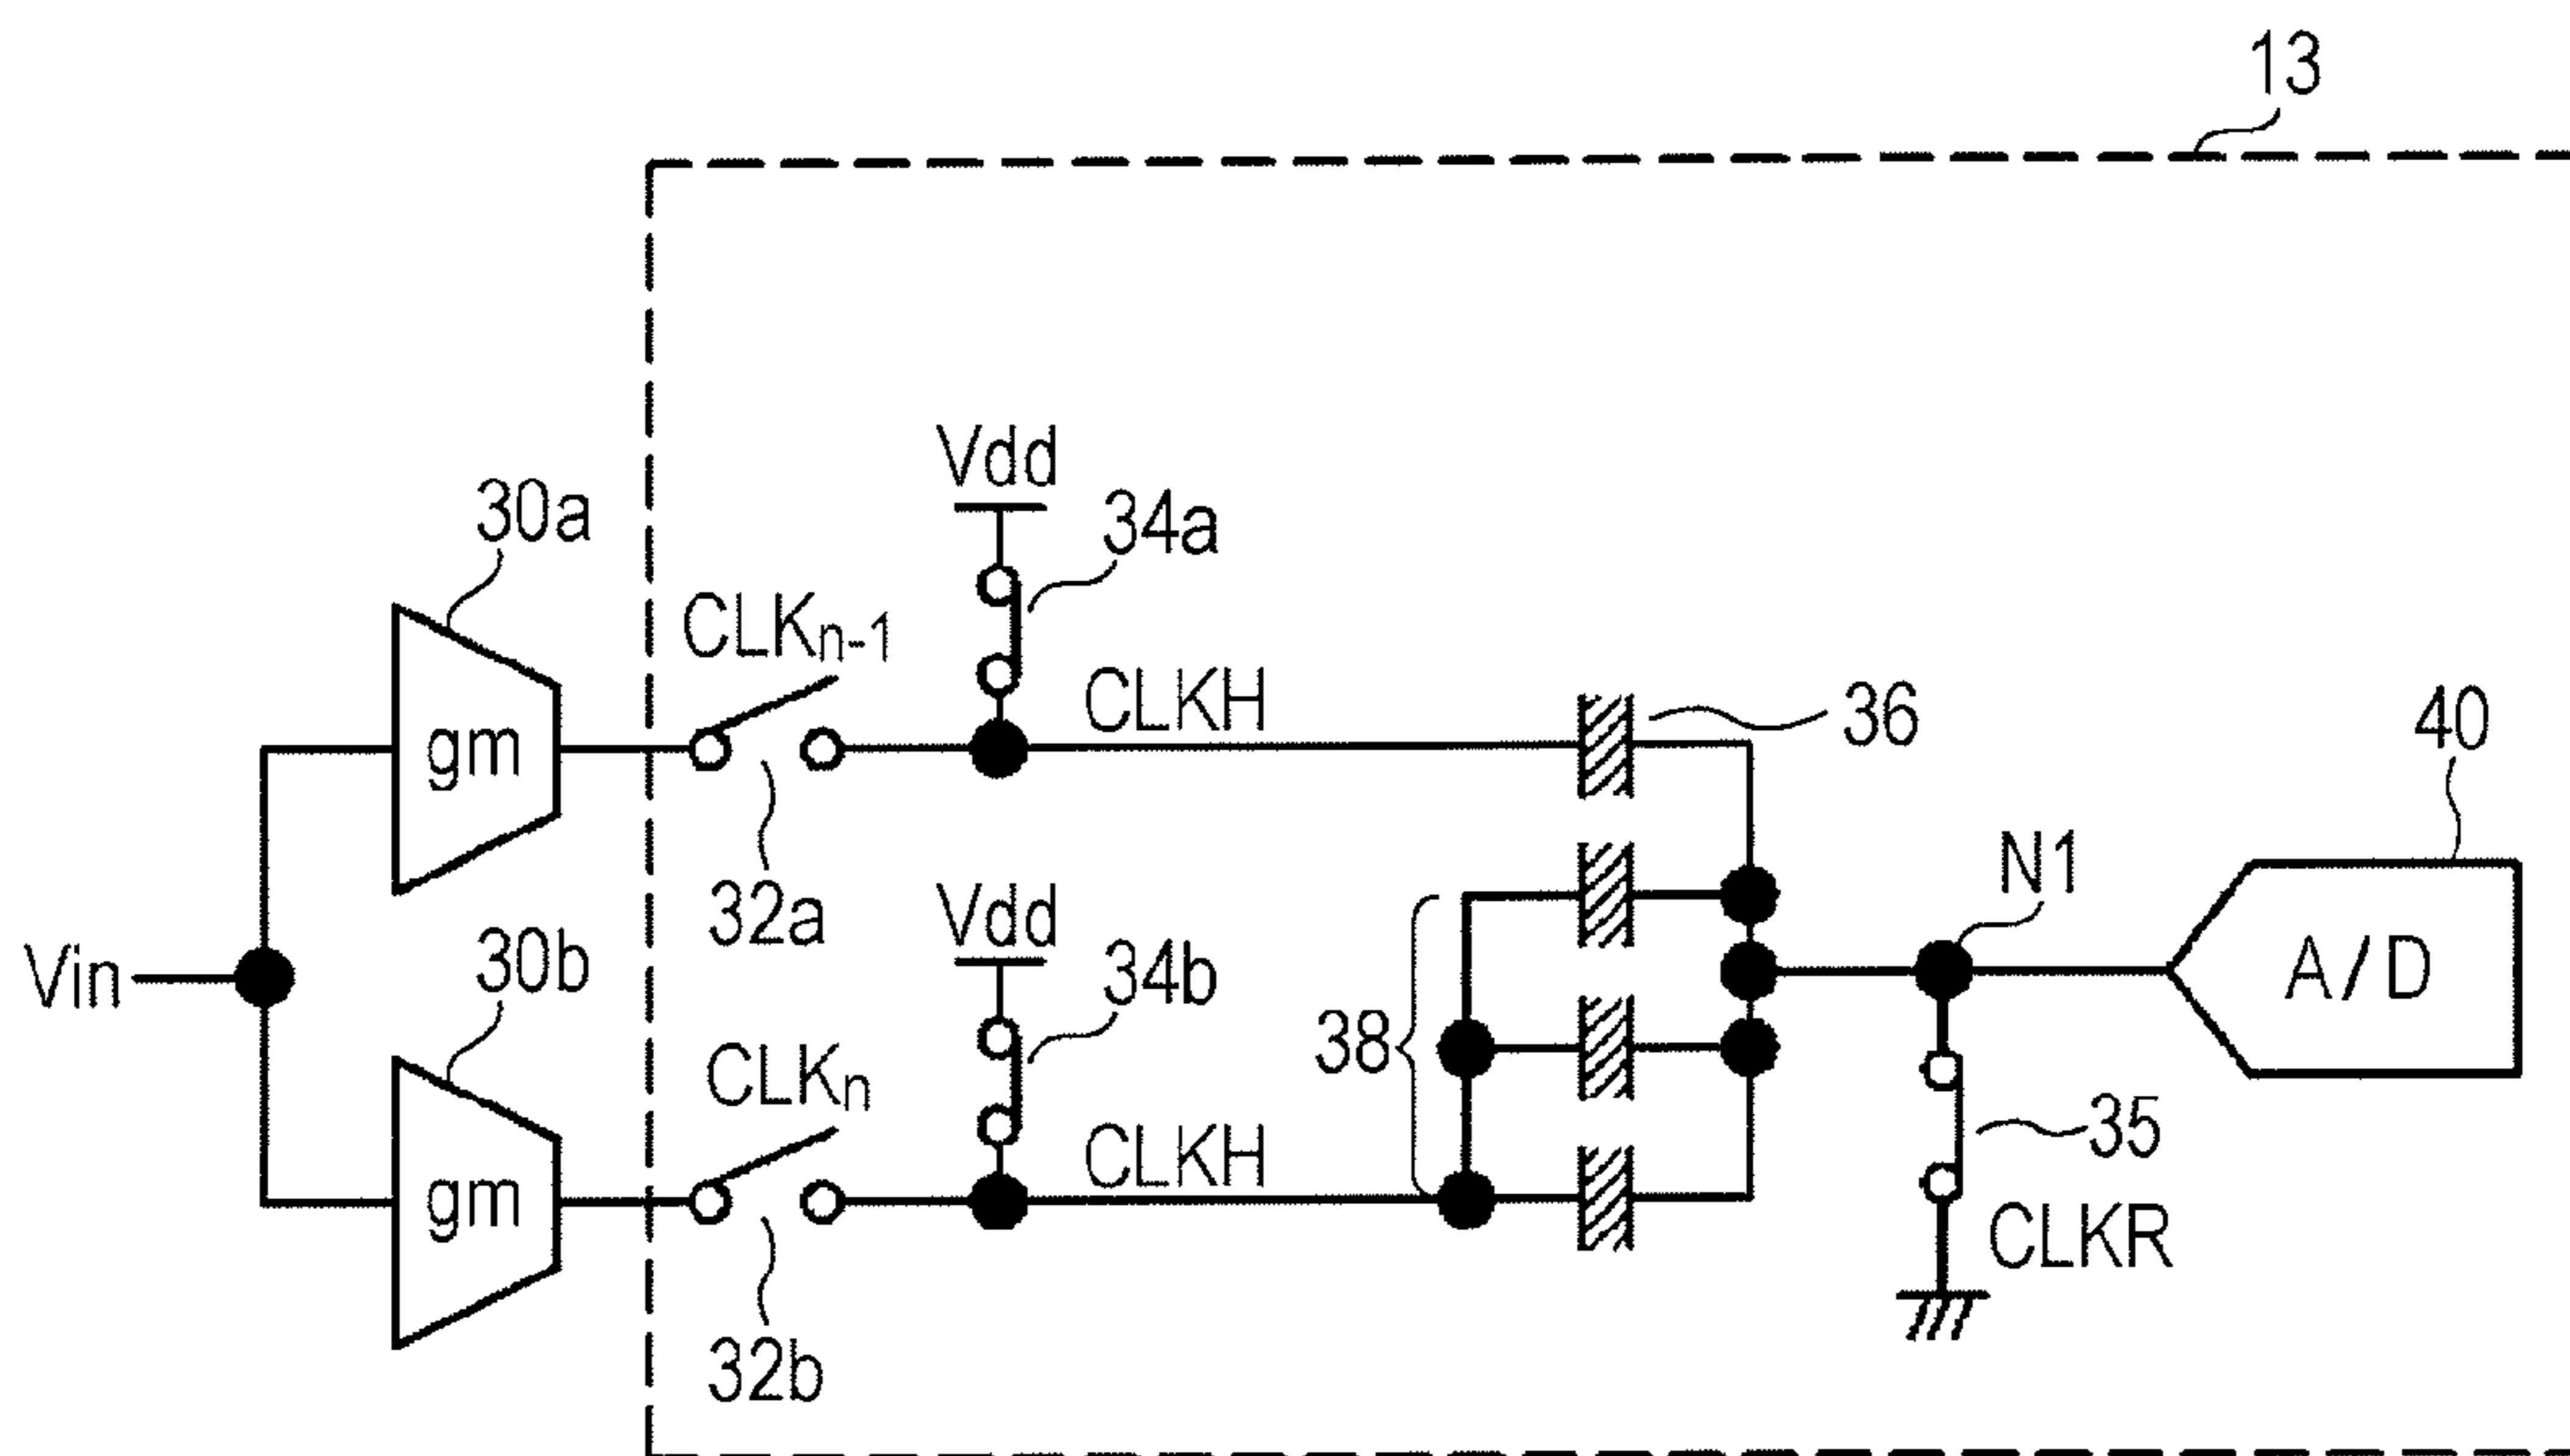 13
Vdd
30a
34a
CLKn-1
CLKH
36
40
gm
32a
N1
Vdd
30b
34b
A/D
Vin
38
CLKn
CLKH
35
gm
CLKR
32b